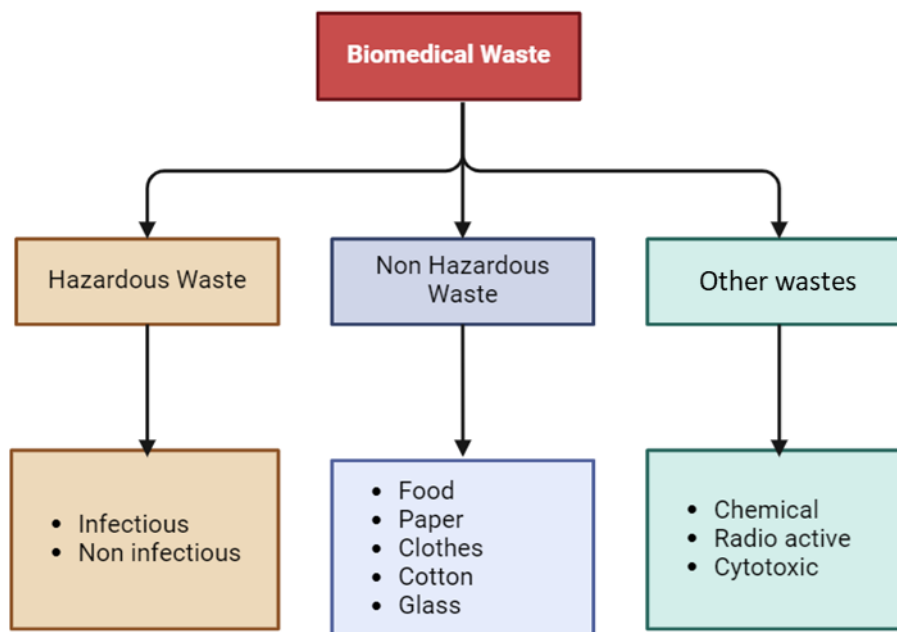 Biomedical Waste
Hazardous Waste
Non Hazardous
Waste
Other wastes
• Infectious
• Non infectious
• Food
• Paper
• Clothes
• Cotton
• Glass
• Chemical
• Radio active
• Cytotoxic